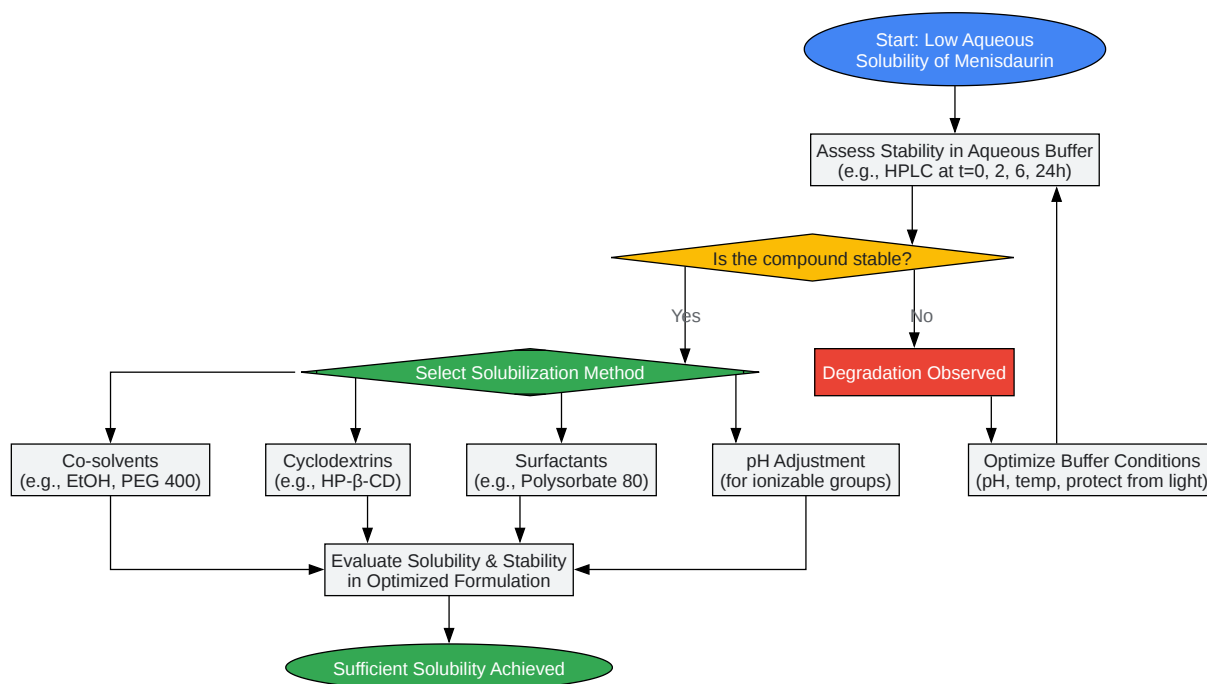 Start: Low Aqueous
Solubility of Menisdaurin
Assess Stability in Aqueous Buffer
(e.g., HPLC at t=0, 2, 6, 24h)
Is the compound stable?
Yes
No
Select Solubilization Method
Degradation Observed
Co-solvents
(e.g., EtOH, PEG 400)
Cyclodextrins
(e.g., HP-β-CD)
Surfactants
(e.g., Polysorbate 80)
pH Adjustment
(for ionizable groups)
Optimize Buffer Conditions
(pH, temp, protect from light)
Evaluate Solubility & Stability
in Optimized Formulation
Sufficient Solubility Achieved